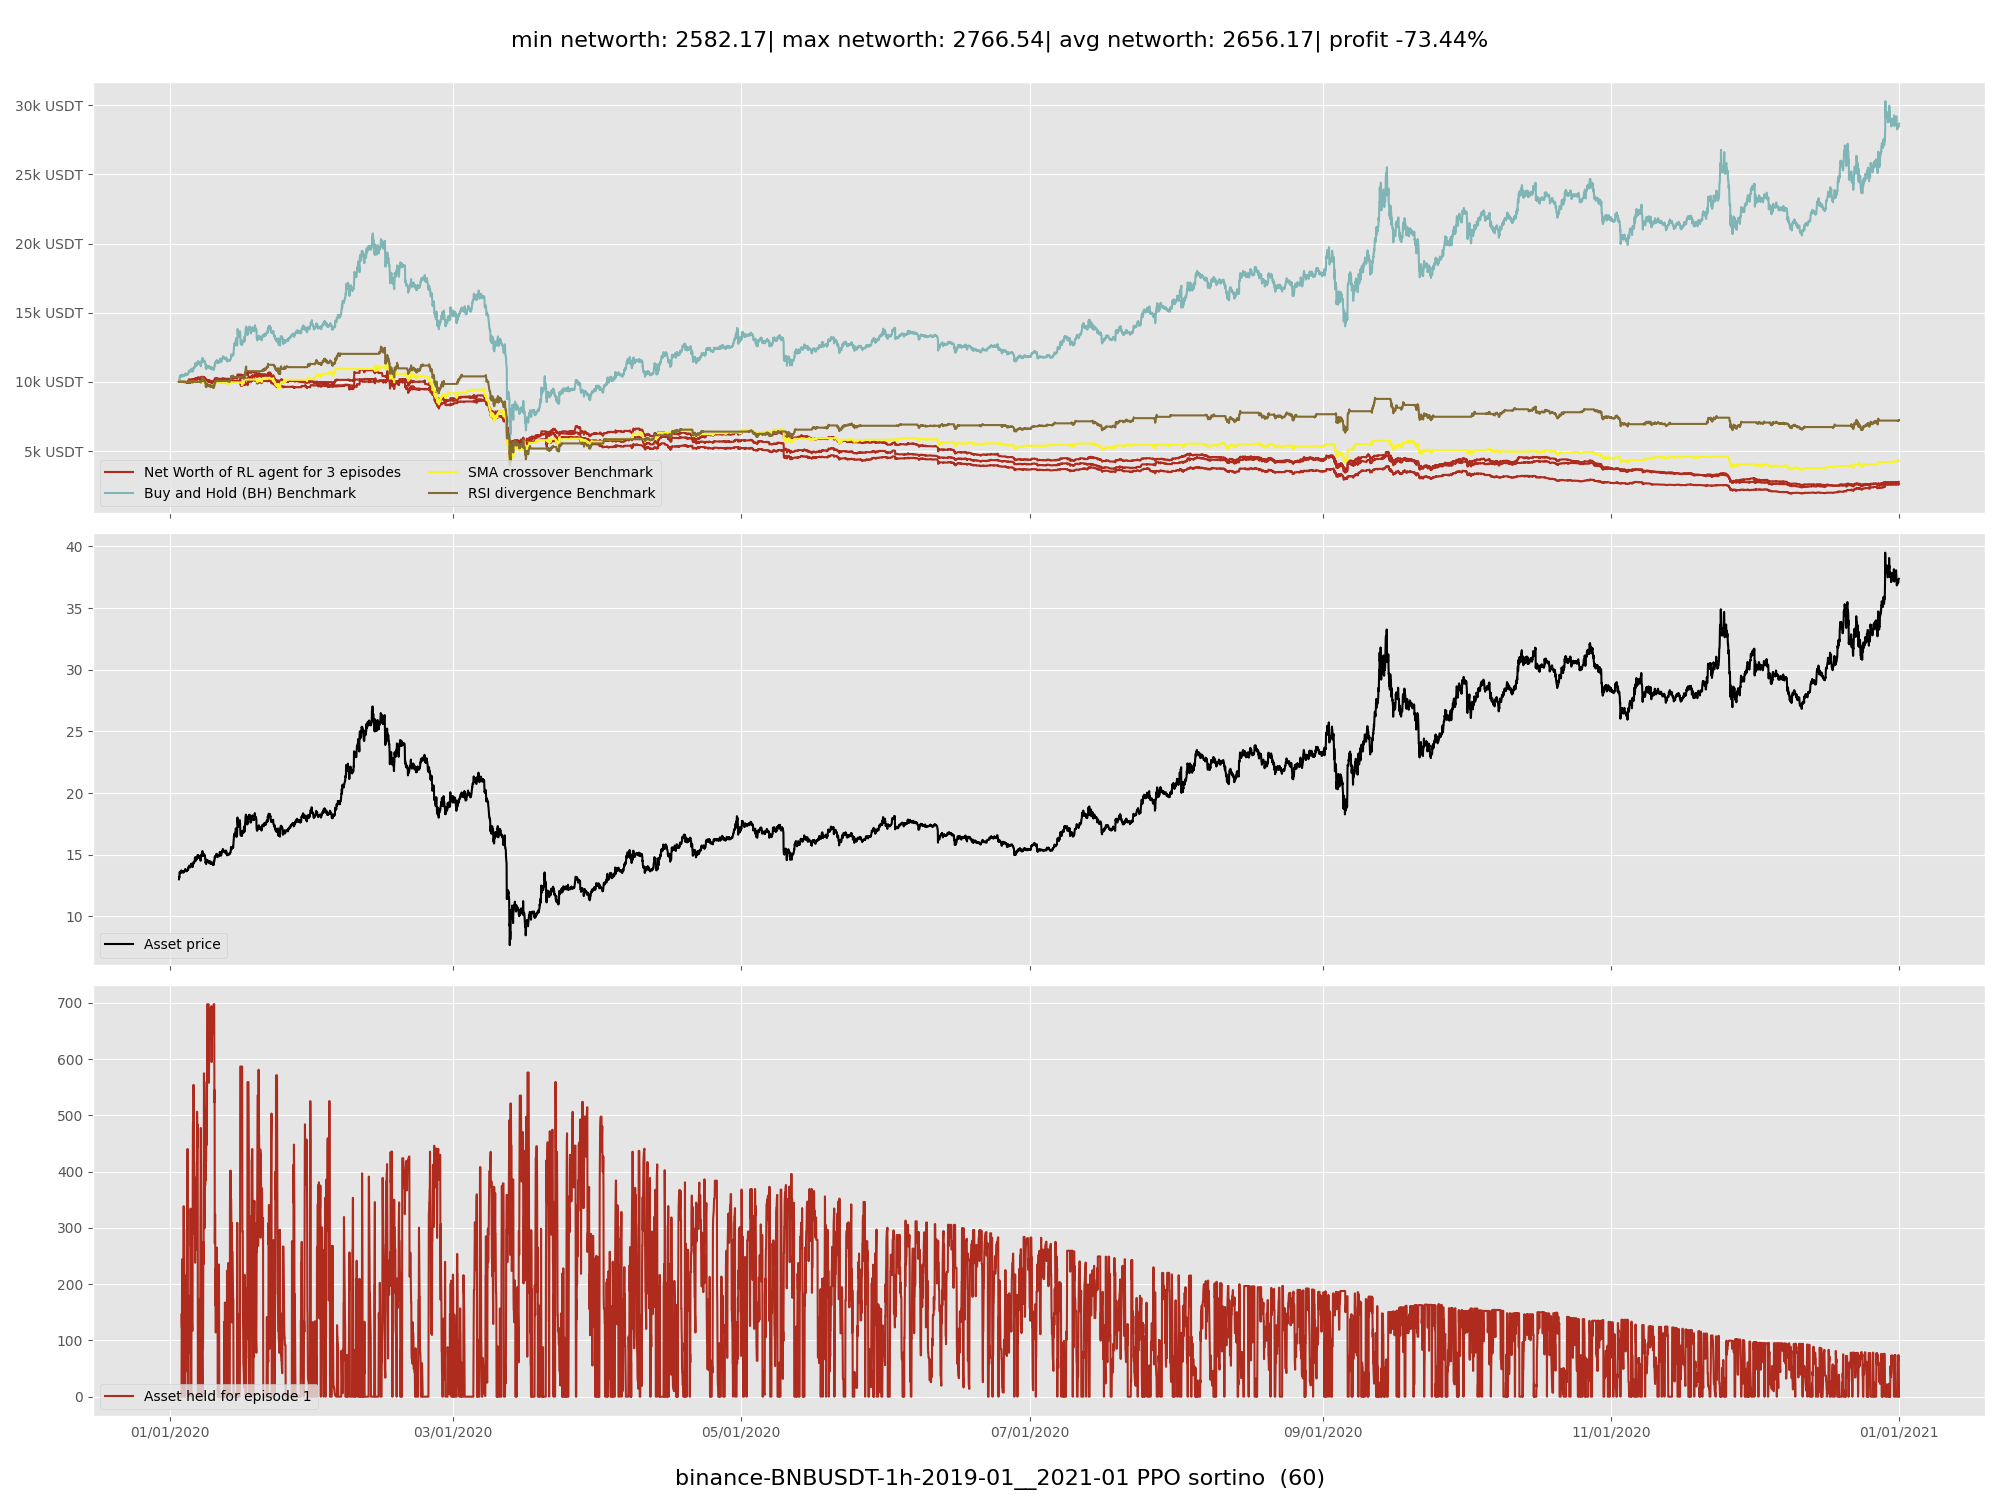 min networth: 2582.17| max networth: 2766.54| avg networth: 2656.17| profit -73.44%
30k USDT
25k USDT
20k USDT
15k USDT
10k USDT
5k USDT
Net Worth of RL agent for 3 episodes
Buy and Hold (BH) Benchmark
SMA crossover Benchmark
RSI divergence Benchmark
40
35
30
25
20
15
10
Asset price
700
600
500
400
300
200
100
0
Asset held for episode 1
01/01/2020 03/01/2020 05/01/2020 07/01/2020 09/01/2020 11/01/2020 01/01/2021
binance-BNBUSDT-1h-2019-01__2021-01 PPO sortino (60)